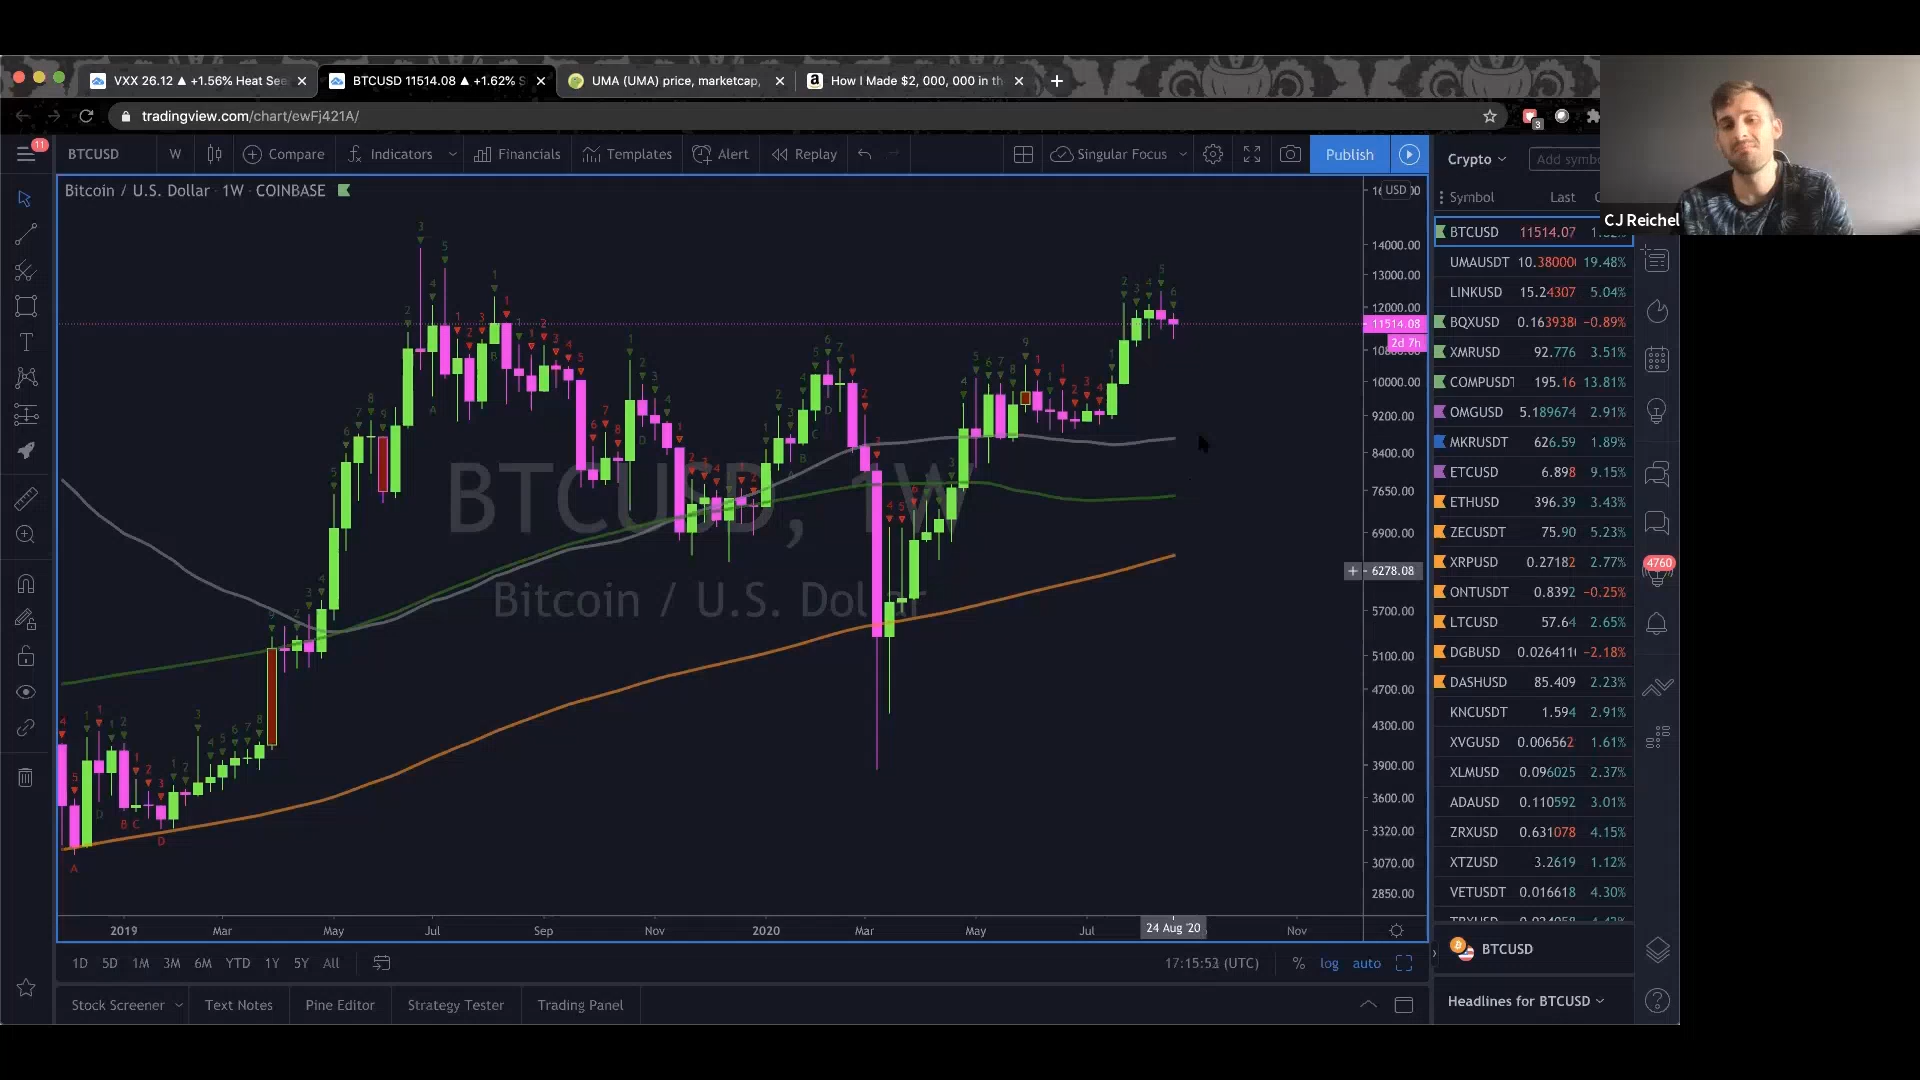 VXX 26.12 ▲ +1.56% Heat See
BTCUSD 11514.08 ▲ +1.62% S
UMA (UMA) price, marketcap,
How I Made $2, 000, 000 in th
tradingview.com/chart/ewFj421A/
3
11
BTCUSD W Compare Indicators Financials Templates Alert Replay Singular Focus Publish
Crypto Add symbo
CJ Reichel
Bitcoin / U.S. Dollar · 1W · COINBASE
Symbol Last C
BTCUSD 11514.07
UMAUSDT 10.38000 19.48%
LINKUSD 15.24307 5.04%
BQXUSD 0.163938 −0.89%
XMRUSD 92.776 3.51%
COMPUSDT 195.16 13.81%
OMGUSD 5.189674 2.91%
MKRUSDT 626.59 1.89%
ETCUSD 6.898 9.15%
ETHUSD 396.39 3.43%
ZECUSDT 75.90 5.23%
XRPUSD 0.27182 2.77%
ONTUSDT 0.8392 −0.25%
LTCUSD 57.64 2.65%
DGBUSD 0.026411 −2.18%
DASHUSD 85.409 2.23%
KNCUSDT 1.594 2.91%
XVGUSD 0.006562 1.61%
XLMUSD 0.096025 2.37%
ADAUSD 0.110592 3.01%
ZRXUSD 0.631078 4.15%
XTZUSD 3.2619 1.12%
VETUSDT 0.016618 4.30%
4760
BTCUSD
Headlines for BTCUSD
USD
14000.00
13000.00
12000.00
11514.08
2d 7h
10000.00
9200.00
8400.00
7650.00
6900.00
6278.08
5700.00
5100.00
4700.00
4300.00
3900.00
3600.00
3320.00
3070.00
2850.00
BTCUSD, 1W
Bitcoin / U.S. Dollar
2019 Mar May Jul Sep Nov 2020 Mar May Jul 24 Aug '20 Nov
1D 5D 1M 3M 6M YTD 1Y 5Y All
17:15:53 (UTC) % log auto
Stock Screener Text Notes Pine Editor Strategy Tester Trading Panel